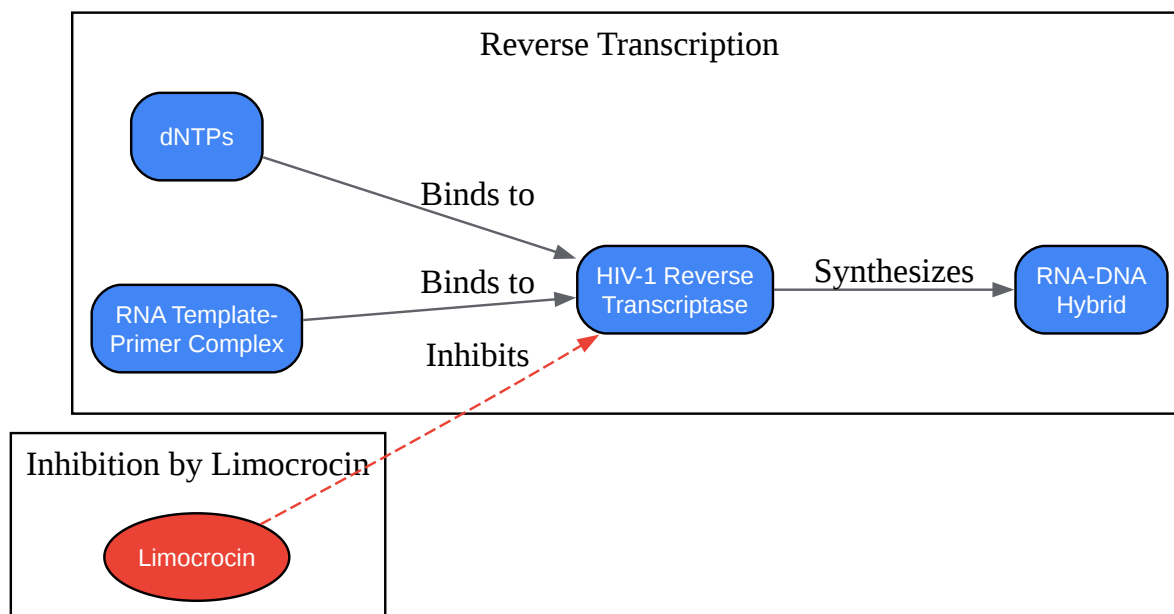 Reverse Transcription
dNTPs
Binds to
Binds to
HIV-1 Reverse
Transcriptase
Synthesizes
RNA-DNA
Hybrid
RNA Template-
Primer Complex
Inhibits
Inhibition by Limocrocin
Limocrocin